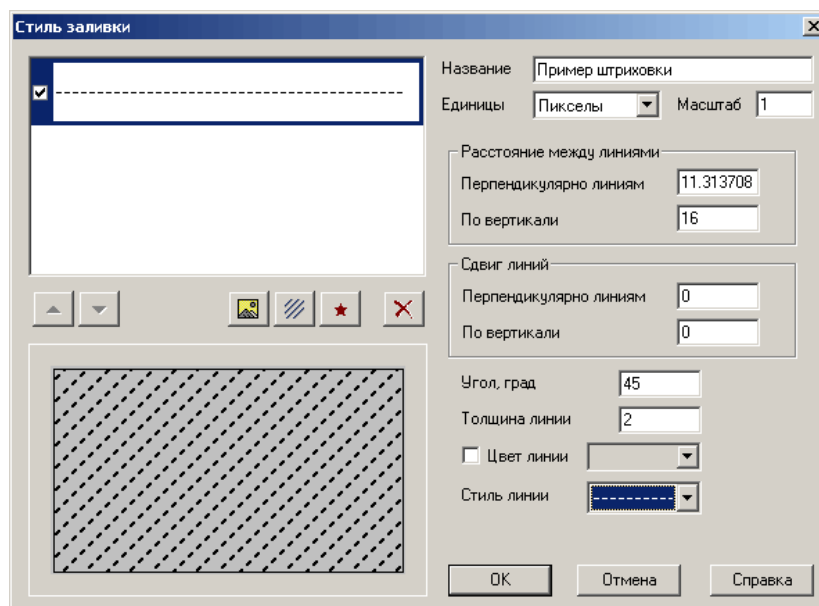 Стиль заливки
Название Пример штриховки
Единицы Пикселы Масштаб 1
Расстояние между линиями
Перпендикулярно линиям 11.313708
По вертикали 16
Сдвиг линий
Перпендикулярно линиям 0
По вертикали 0
Угол, град 45
Толщина линии 2
Цвет линии
Стиль линии
OK Отмена Справка